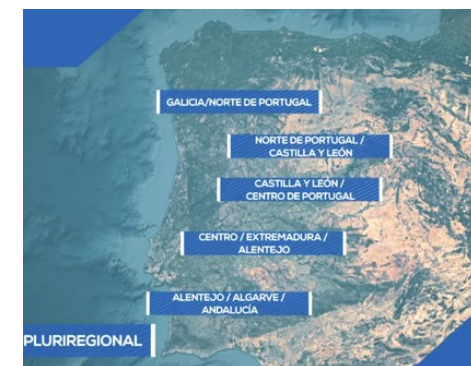 GALICIA/NORTE DE PORTUGAL
NORTE DE PORTUGAL /
CASTILLA Y LEÓN
CASTILLA Y LEÓN /
CENTRO DE PORTUGAL
CENTRO / EXTREMADURA /
ALENTEJO
ALENTEJO / ALGARVE /
ANDALUCÍA
PLURIREGIONAL